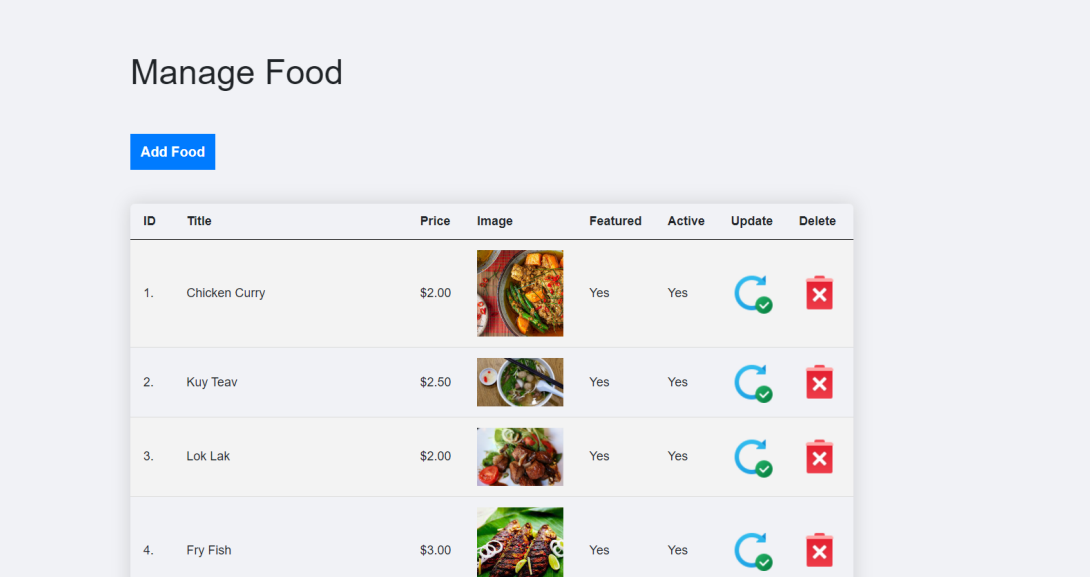 Manage Food
Add Food
ID Title Price Image Featured Active Update Delete
1. Chicken Curry $2.00 Yes Yes
2. Kuy Teav $2.50 Yes Yes
3. Lok Lak $2.00 Yes Yes
4. Fry Fish $3.00 Yes Yes